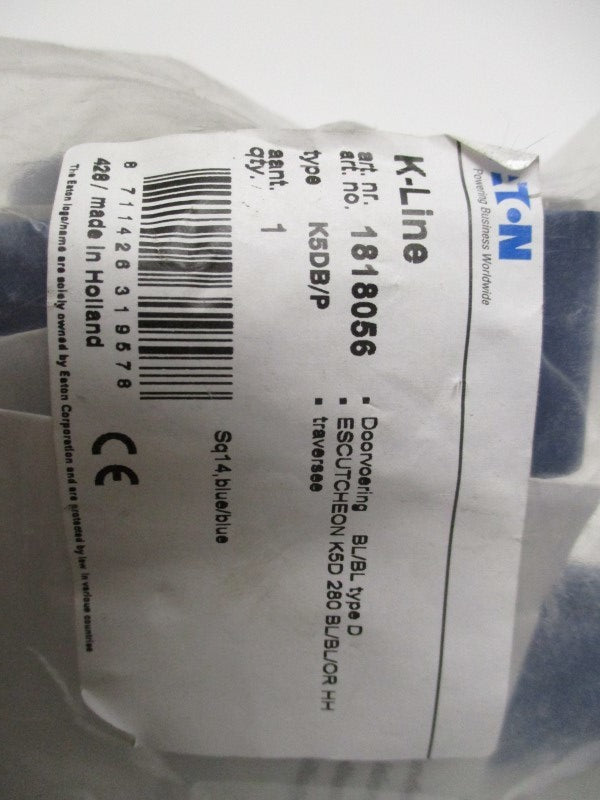 ETON
Powering Business Worldwide
K-Line
art. nr.
art. no. 1818056
type K5DB/P
aant.
qty. 1
▪ Doorvoering BL/BL type D
▪ ESCUTCHEON K5D 280 BL/BL/OR HH
▪ traversee
Sq14,blue/blue
8 711426 319578
428/ made in Holland
CE
The Eaton logo/name are solely owned by Eaton Corporation and are protected by law in various countries